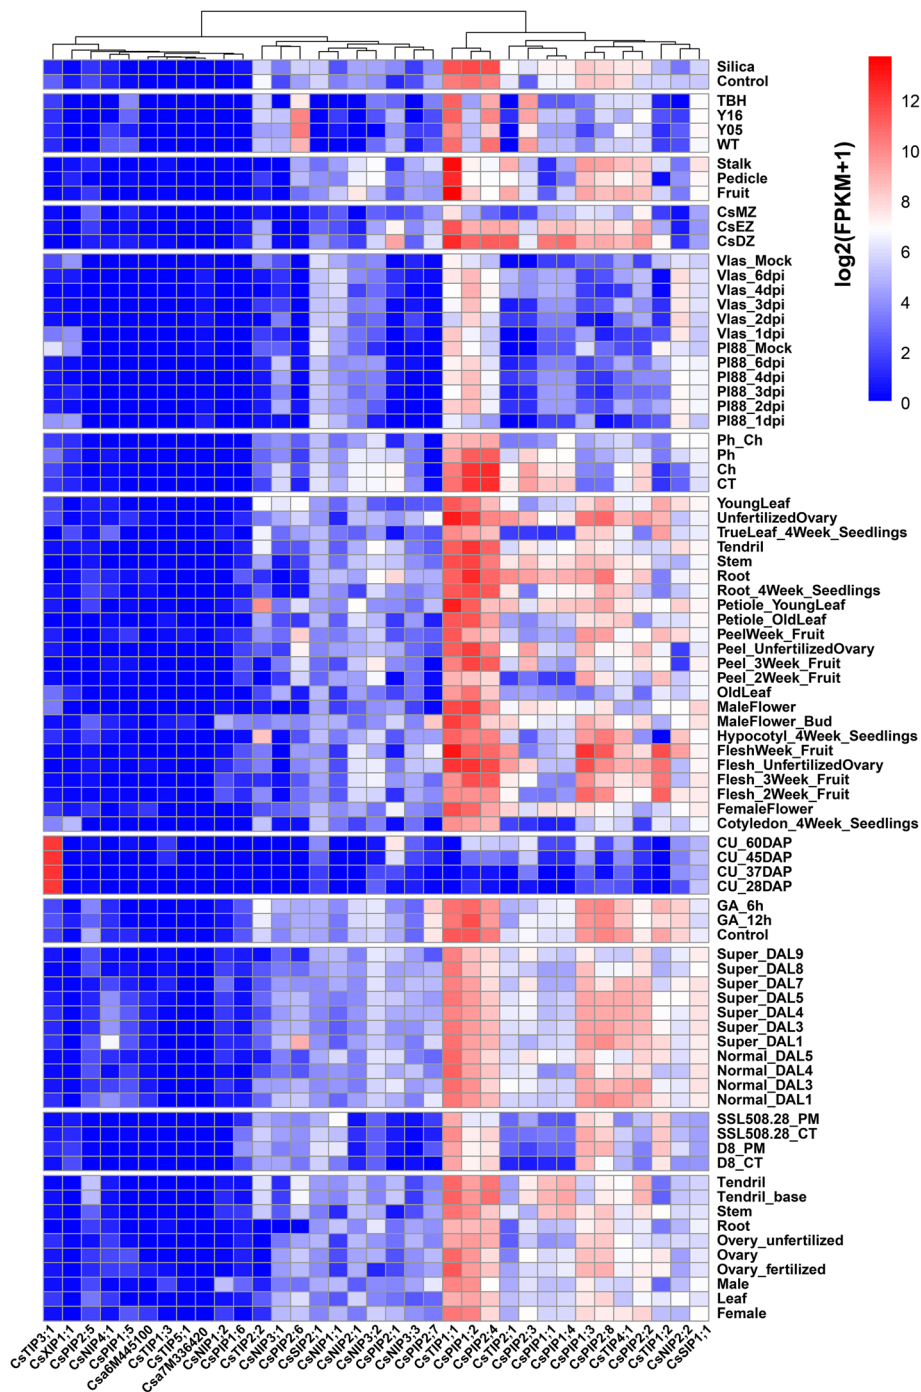 Silica
Control
TBH
Y16
Y05
WT
Stalk
Pedicle
Fruit
CsMZ
CsEZ
CsDZ
Vlas_Mock
Vlas_6dpi
Vlas_4dpi
Vlas_3dpi
Vlas_2dpi
Vlas_1dpi
PI88_Mock
PI88_6dpi
PI88_4dpi
PI88_3dpi
PI88_2dpi
PI88_1dpi
Ph_Ch
Ph
Ch
CT
YoungLeaf
UnfertilizedOvary
TrueLeaf_4Week_Seedlings
Tendril
Stem
Root
Root_4Week_Seedlings
Petiole_YoungLeaf
Petiole_OldLeaf
PeelWeek_Fruit
Peel_UnfertilizedOvary
Peel_3Week_Fruit
Peel_2Week_Fruit
OldLeaf
MaleFlower
MaleFlower_Bud
Hypocotyl_4Week_Seedlings
FleshWeek_Fruit
Flesh_UnfertilizedOvary
Flesh_3Week_Fruit
Flesh_2Week_Fruit
FemaleFlower
Cotyledon_4Week_Seedlings
CU_60DAP
CU_45DAP
CU_37DAP
CU_28DAP
GA_6h
GA_12h
Control
Super_DAL9
Super_DAL8
Super_DAL7
Super_DAL5
Super_DAL4
Super_DAL3
Super_DAL1
Normal_DAL5
Normal_DAL4
Normal_DAL3
Normal_DAL1
SSL508.28_PM
SSL508.28_CT
D8_PM
D8_CT
Tendril
Tendril_base
Stem
Root
Overy_unfertilized
Ovary
Ovary_fertilized
Male
Leaf
Female
CsTIP3;1
CsXIP1;1
CsPIP2;5
CsNIP4;1
CsPIP1;5
Csa6M445100
CsTIP1;3
CsTIP5;1
Csa7M336420
CsNIP1;2
CsPIP1;6
CsTIP2;2
CsNIP3;1
CsPIP2;6
CsSIP2;1
CsNIP1;1
CsNIP2;1
CsNIP3;2
CsPIP2;1
CsNIP3;3
CsPIP2;7
CsTIP1;1
CsPIP1;2
CsPIP2;4
CsTIP2;1
CsPIP2;3
CsPIP1;1
CsPIP1;4
CsPIP1;3
CsPIP2;8
CsTIP4;1
CsPIP2;2
CsTIP1;2
CsNIP2;2
CsSIP1;1
log2(FPKM+1)
12
10
8
6
4
2
0